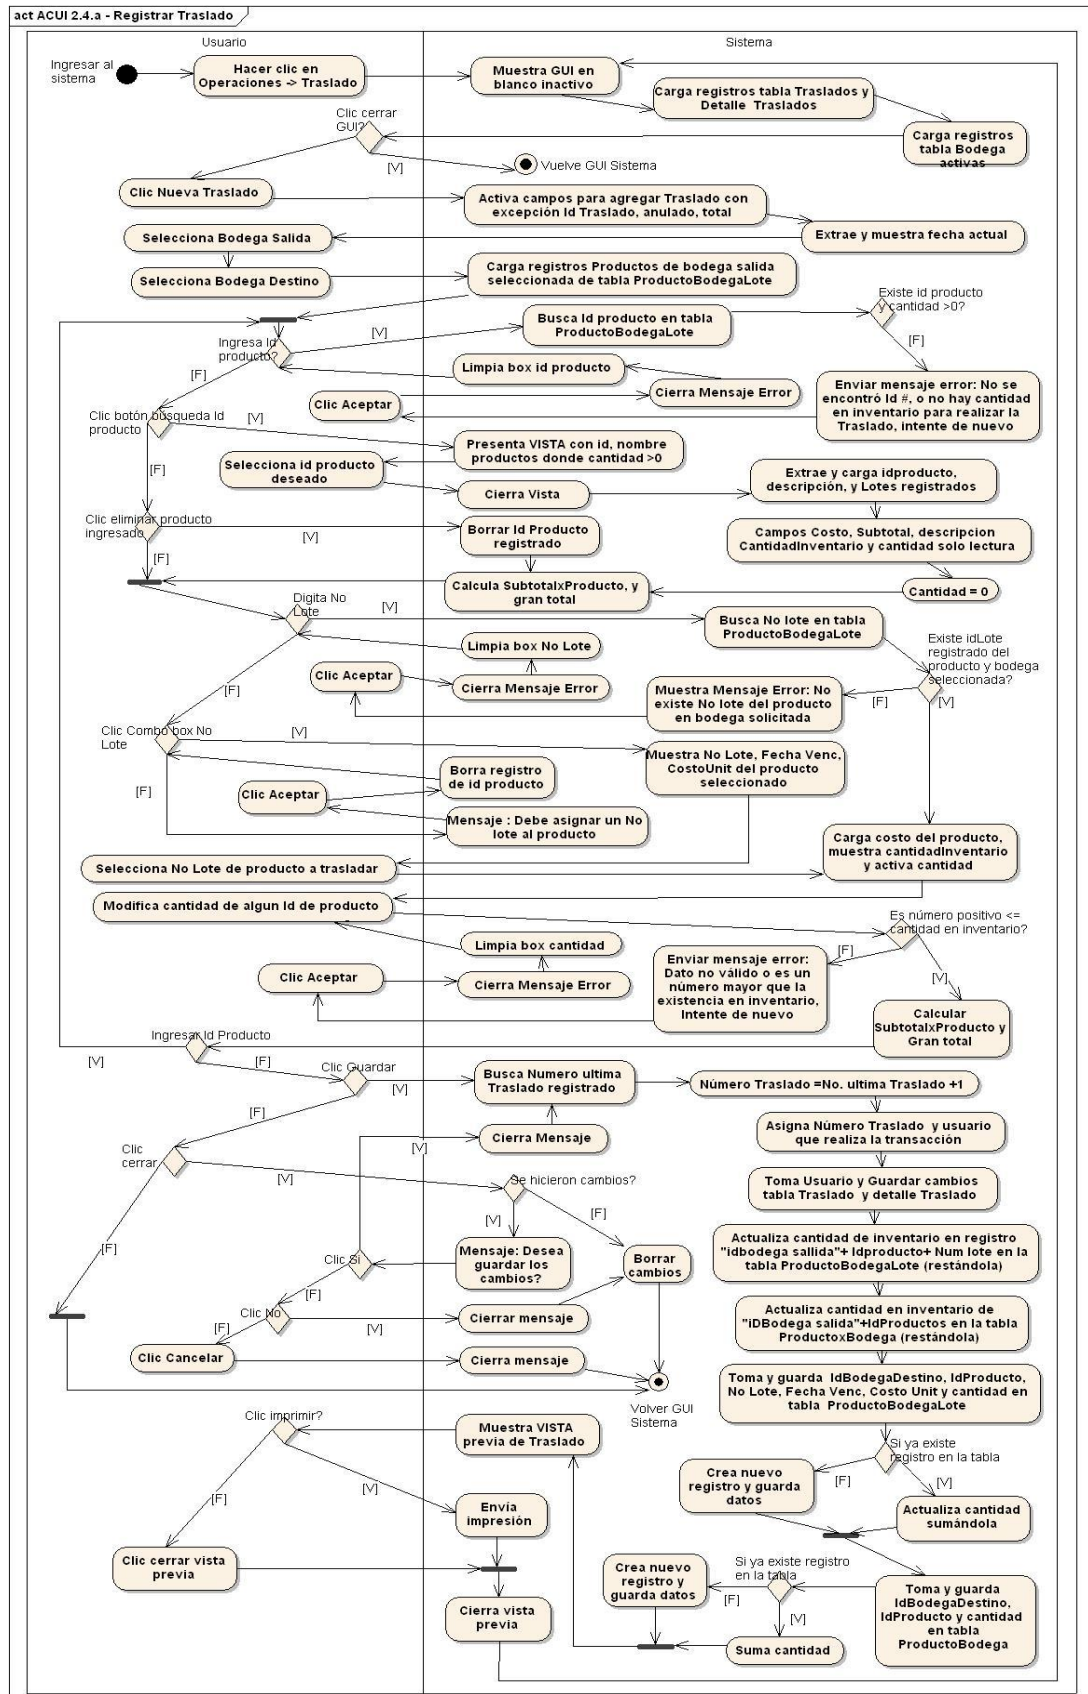 act ACUI 2.4.a - Registrar Traslado
Usuario
Sistema
Ingresar al
sistema
Hacer clic en
Operaciones -> Traslado
Muestra GUI en
blanco inactivo
Carga registros tabla Traslados y
Detalle Traslados
Carga registros
tabla Bodega
activas
Clic cerrar
GUI?
[V]
Vuelve GUI Sistema
Clic Nueva Traslado
Activa campos para agregar Traslado con
excepción Id Traslado, anulado, total
Extrae y muestra fecha actual
Selecciona Bodega Salida
Selecciona Bodega Destino
Carga registros Productos de bodega salida
seleccionada de tabla ProductoBodegaLote
Existe id producto
y cantidad >0?
Busca Id producto en tabla
ProductoBodegaLote
[V]
Ingresa Id
producto?
[F]
[F]
Limpia box id producto
Cierra Mensaje Error
Clic Aceptar
Enviar mensaje error: No se
encontró Id #, o no hay cantidad
en inventario para realizar la
Traslado, intente de nuevo
Clic botón búsqueda Id
producto
[V]
[F]
Presenta VISTA con id, nombre
productos donde cantidad >0
Selecciona id producto
deseado
Cierra Vista
Extrae y carga idproducto,
descripción, y Lotes registrados
Clic eliminar producto
ingresado
[V]
[F]
Borrar Id Producto
registrado
Campos Costo, Subtotal, descripcion
CantidadInventario y cantidad solo lectura
Calcula SubtotalxProducto, y
gran total
Cantidad = 0
Digita No
Lote
[V]
Busca No lote en tabla
ProductoBodegaLote
Limpia box No Lote
Existe idLote
registrado del
producto y bodega
seleccionada?
Clic Aceptar
Cierra Mensaje Error
Muestra Mensaje Error: No
existe No lote del producto
en bodega solicitada
[F]
[V]
[F]
Clic Combo box No
Lote
[V]
Muestra No Lote, Fecha Venc,
CostoUnit del producto
seleccionado
[F]
Borra registro
de id producto
Clic Aceptar
Mensaje : Debe asignar un No
lote al producto
Carga costo del producto,
muestra cantidadInventario
y activa cantidad
Selecciona No Lote de producto a trasladar
Modifica cantidad de algun Id de producto
Es número positivo <=
cantidad en inventario?
Limpia box cantidad
[F]
[V]
Clic Aceptar
Cierra Mensaje Error
Enviar mensaje error:
Dato no válido o es un
número mayor que la
existencia en inventario,
Intente de nuevo
Calcular
SubtotalxProducto y
Gran total
Ingresar Id Producto
[V]
[F]
Clic Guardar
[V]
[F]
Busca Numero ultima
Traslado registrado
Número Traslado =No. ultima Traslado +1
Cierra Mensaje
[V]
Asigna Número Traslado y usuario
que realiza la transacción
Clic
cerrar
[V]
[F]
Se hicieron cambios?
[V]
[F]
Toma Usuario y Guardar cambios
tabla Traslado y detalle Traslado
Clic Si
[F]
Mensaje: Desea
guardar los
cambios?
Borrar
cambios
Actualiza cantidad de inventario en registro
"idbodega sallida"+ Idproducto+ Num lote en la
tabla ProductoBodegaLote (restándola)
Clic No
[V]
[F]
Cierrar mensaje
Actualiza cantidad en inventario de
"iDBodega salida"+IdProductos en la tabla
ProductoxBodega (restándola)
Clic Cancelar
Cierra mensaje
Toma y guarda IdBodegaDestino, IdProducto,
No Lote, Fecha Venc, Costo Unit y cantidad en
tabla ProductoBodegaLote
Volver GUI
Sistema
Clic imprimir?
[F]
[V]
Muestra VISTA
previa de Traslado
Si ya existe
registro en la tabla
[F]
[V]
Crea nuevo
registro y guarda
datos
Actualiza cantidad
sumándola
Envía
impresión
Clic cerrar vista
previa
Cierra vista
previa
Si ya existe registro
en la tabla
[F]
[V]
Crea nuevo
registro y
guarda datos
Suma cantidad
Toma y guarda
IdBodegaDestino,
IdProducto y cantidad
en tabla
ProductoBodega